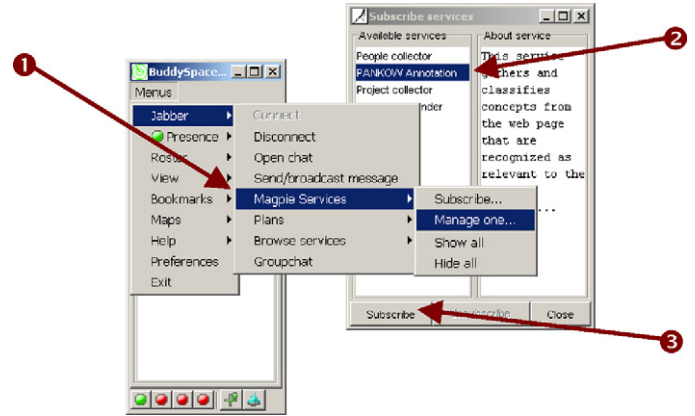 Subscribe services
Available services
About service
People collector
PANKOW Annotation
Project collector
nder
This service
gathers and
classifies
concepts from
the web page
that are
recognized as
relevant to the
...
Subscribe
Close
1
2
3
BuddySpace...
Menus
Jabber
Presence
Roster
View
Bookmarks
Maps
Help
Preferences
Exit
Connect
Disconnect
Open chat
Send/broadcast message
Magpie Services
Plans
Browse services
Groupchat
Subscribe...
Manage one...
Show all
Hide all